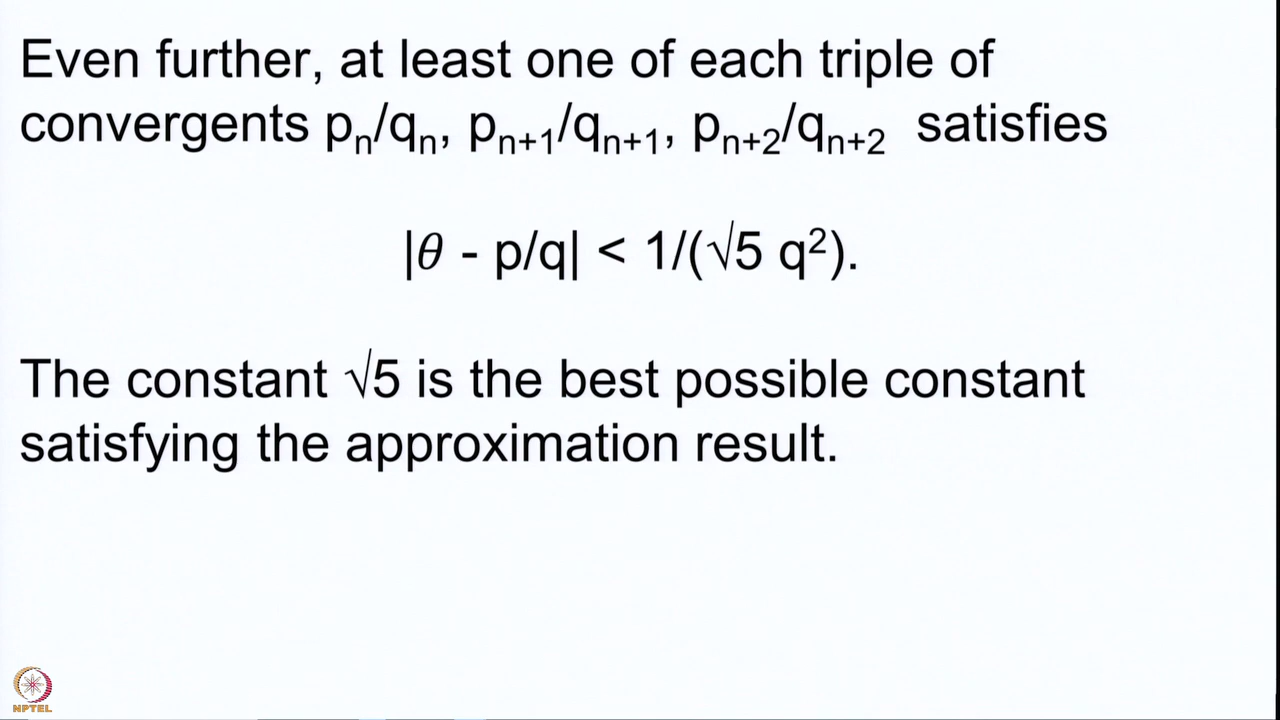 Even further, at least one of each triple of
convergents pₙ/qₙ, pₙ₊₁/qₙ₊₁, pₙ₊₂/qₙ₊₂ satisfies
|θ - p/q| < 1/(√5 q²).
The constant √5 is the best possible constant
satisfying the approximation result.
NPTEL